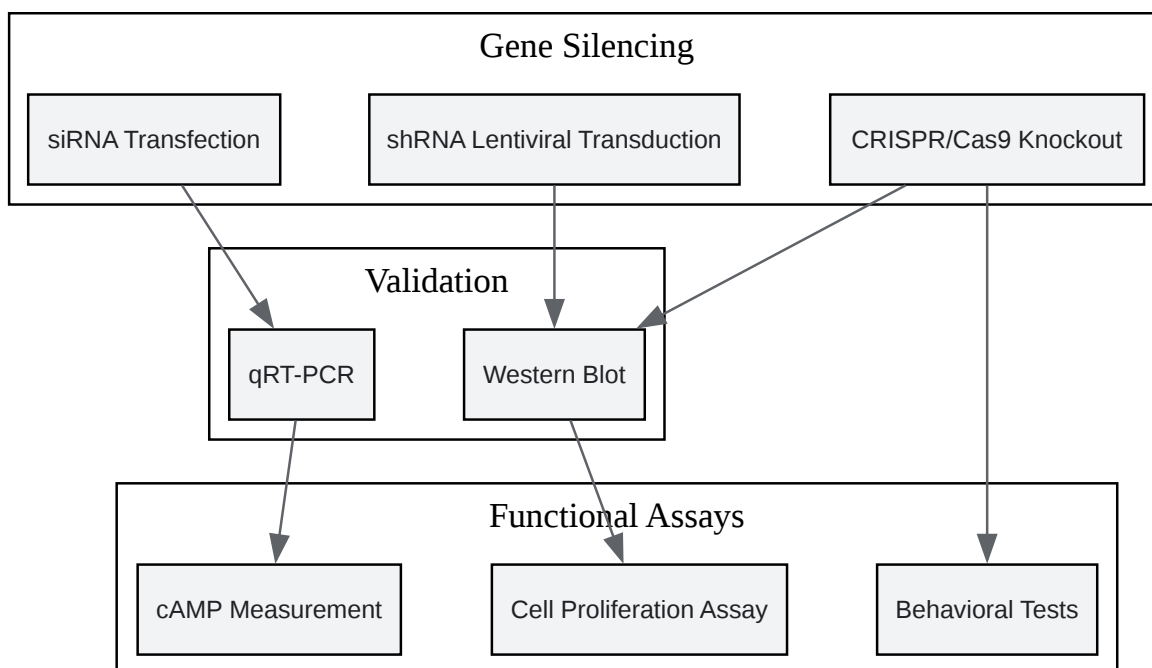 Gene Silencing
siRNA Transfection
shRNA Lentiviral Transduction
CRISPR/Cas9 Knockout
Validation
qRT-PCR
Western Blot
Functional Assays
cAMP Measurement
Cell Proliferation Assay
Behavioral Tests